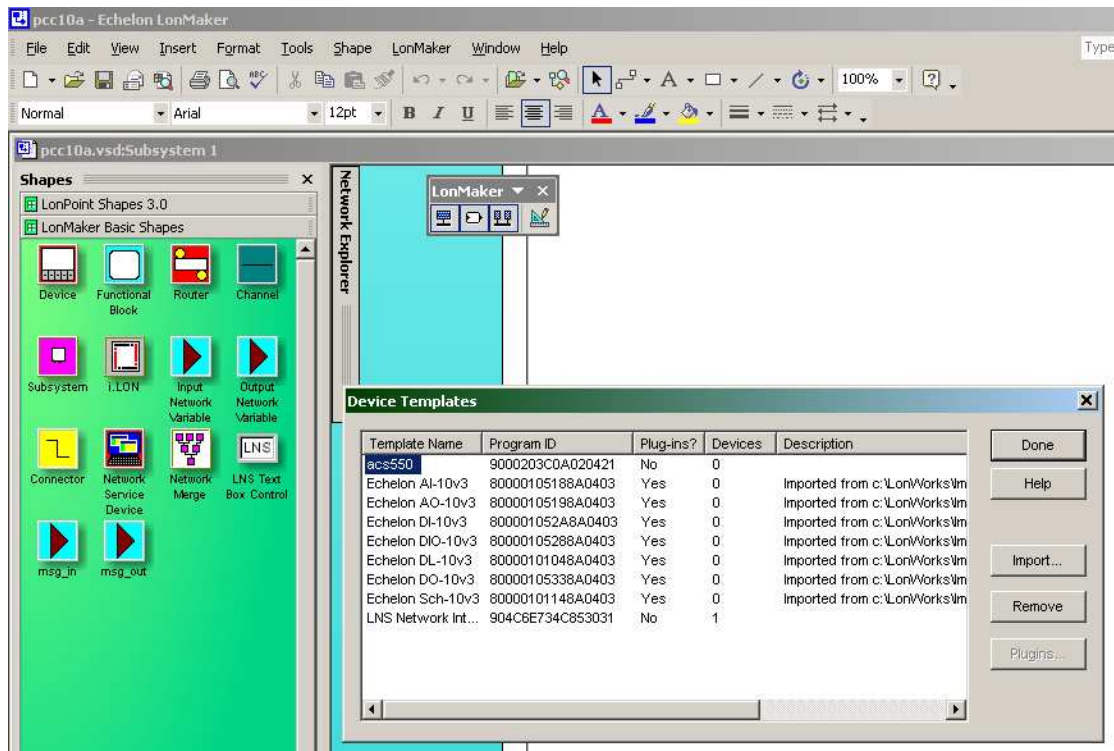 pcc10a - Echelon LonMaker
File Edit View Insert Format Tools Shape LonMaker Window Help
Type
ABC
100%
Normal Arial 12pt B I U A
pcc10a.vsd:Subsystem 1
Shapes
LonPoint Shapes 3.0
LonMaker Basic Shapes
Device
Functional Block
Router
Channel
Subsystem
i.LON
Input Network Variable
Output Network Variable
LNS
Connector
Network Service Device
Network Merge
LNS Text Box Control
msg_in
msg_out
Network Explorer
LonMaker
Device Templates
Template Name Program ID Plug-ins? Devices Description
acs550 9000203C0A020421 No 0
Echelon AI-10v3 80000105188A0403 Yes 0 Imported from c:\LonWorks\Im
Echelon AO-10v3 80000105198A0403 Yes 0 Imported from c:\LonWorks\Im
Echelon DI-10v3 800001052A8A0403 Yes 0 Imported from c:\LonWorks\Im
Echelon DIO-10v3 80000105288A0403 Yes 0 Imported from c:\LonWorks\Im
Echelon DL-10v3 80000101048A0403 Yes 0 Imported from c:\LonWorks\Im
Echelon DO-10v3 80000105338A0403 Yes 0 Imported from c:\LonWorks\Im
Echelon Sch-10v3 80000101148A0403 Yes 0 Imported from c:\LonWorks\Im
LNS Network Int... 904C6E734C853031 No 1
Done
Help
Import...
Remove
Plugins...